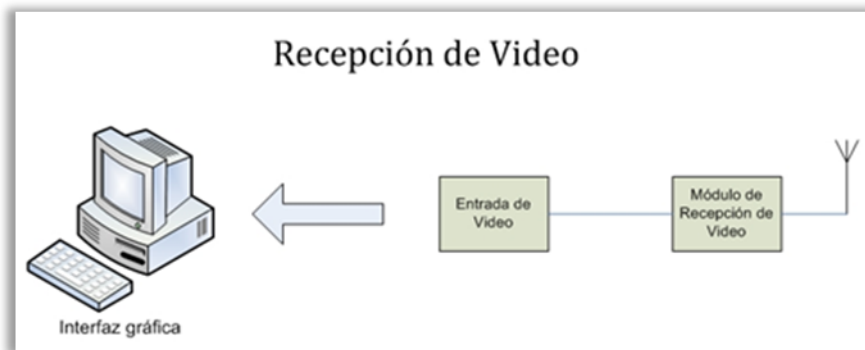 Recepción de Video
Entrada de
Video
Módulo de
Recepción de
Video
Interfaz gráfica